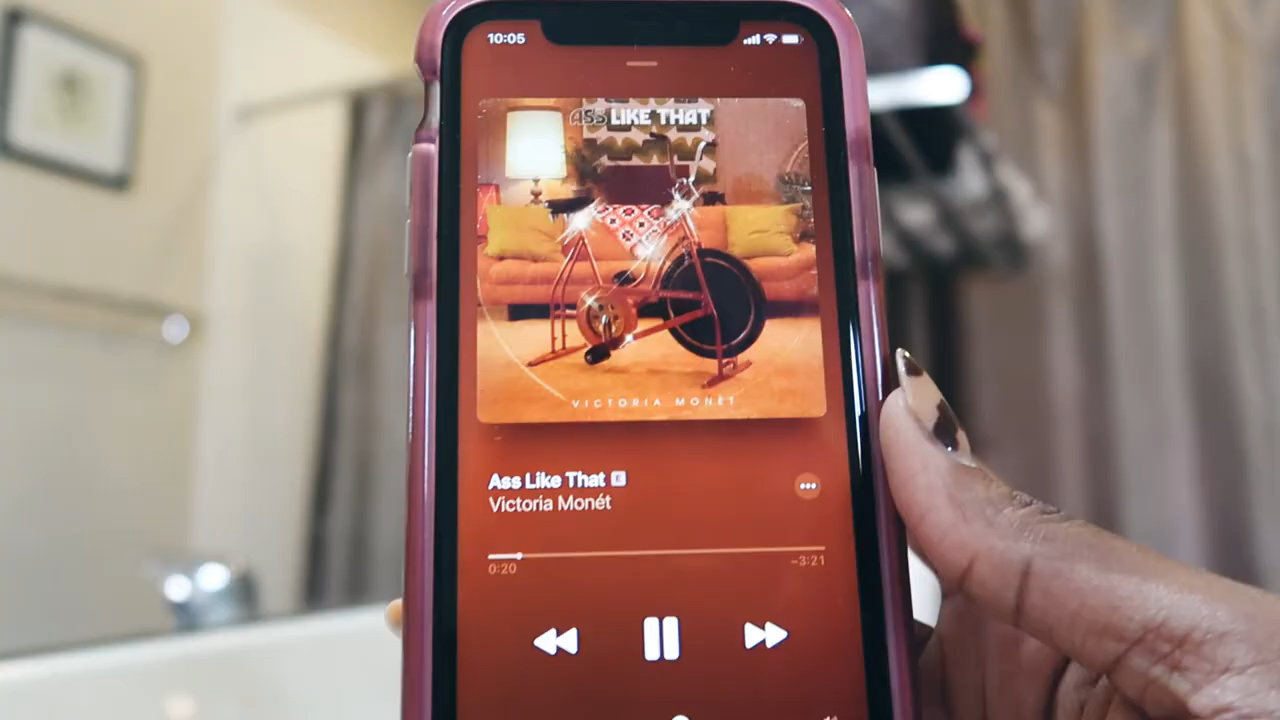 10:05
ASS LIKE THAT
VICTORIA MONÉT
Ass Like That E
Victoria Monét
0:20
-3:21